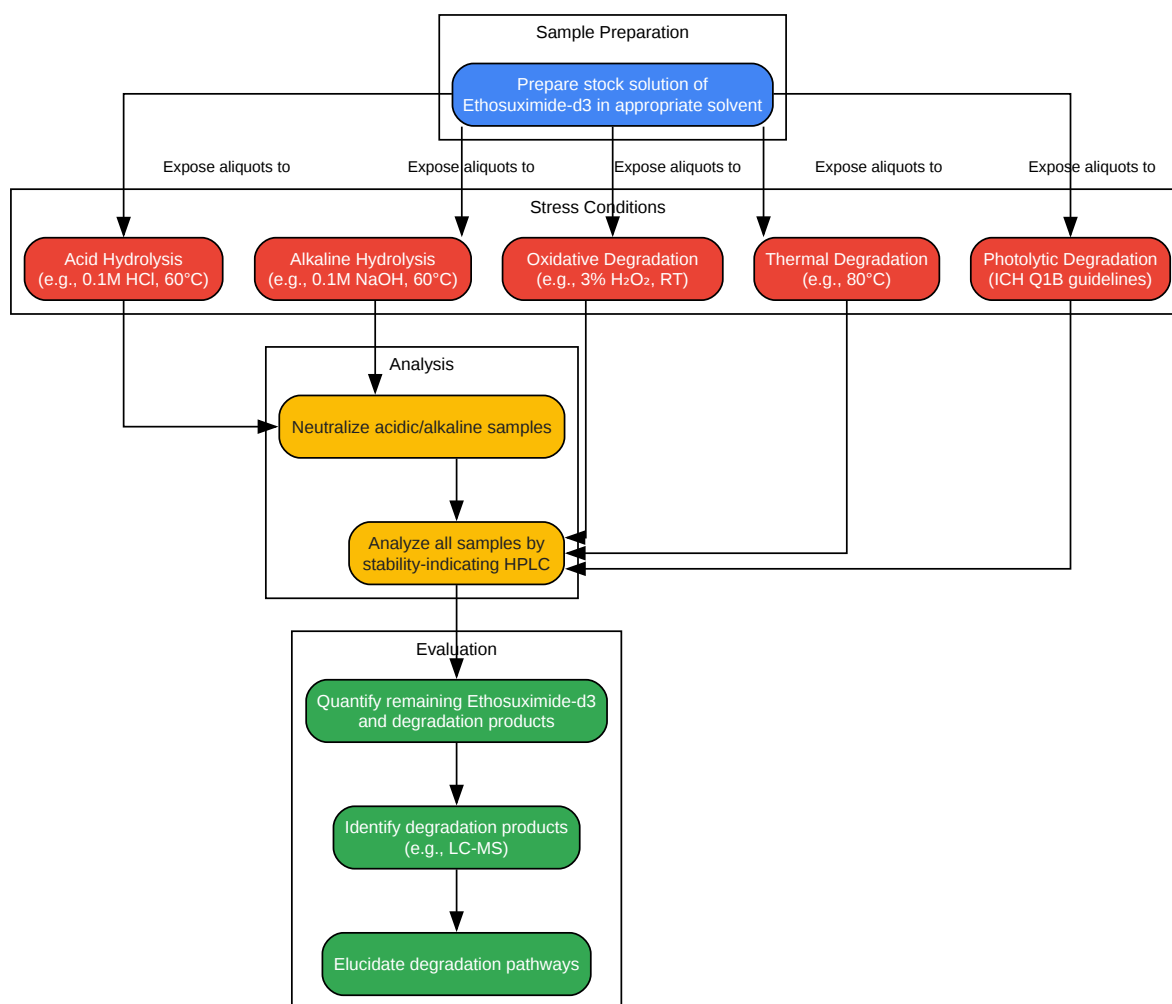 Sample Preparation
Prepare stock solution of
Ethosuximide-d3 in appropriate solvent
Expose aliquots to
Expose aliquots to
Expose aliquots to
Expose aliquots to
Expose aliquots to
Stress Conditions
Acid Hydrolysis
(e.g., 0.1M HCl, 60°C)
Alkaline Hydrolysis
(e.g., 0.1M NaOH, 60°C)
Oxidative Degradation
(e.g., 3% H₂O₂, RT)
Thermal Degradation
(e.g., 80°C)
Photolytic Degradation
(ICH Q1B guidelines)
Analysis
Neutralize acidic/alkaline samples
Analyze all samples by
stability-indicating HPLC
Evaluation
Quantify remaining Ethosuximide-d3
and degradation products
Identify degradation products
(e.g., LC-MS)
Elucidate degradation pathways